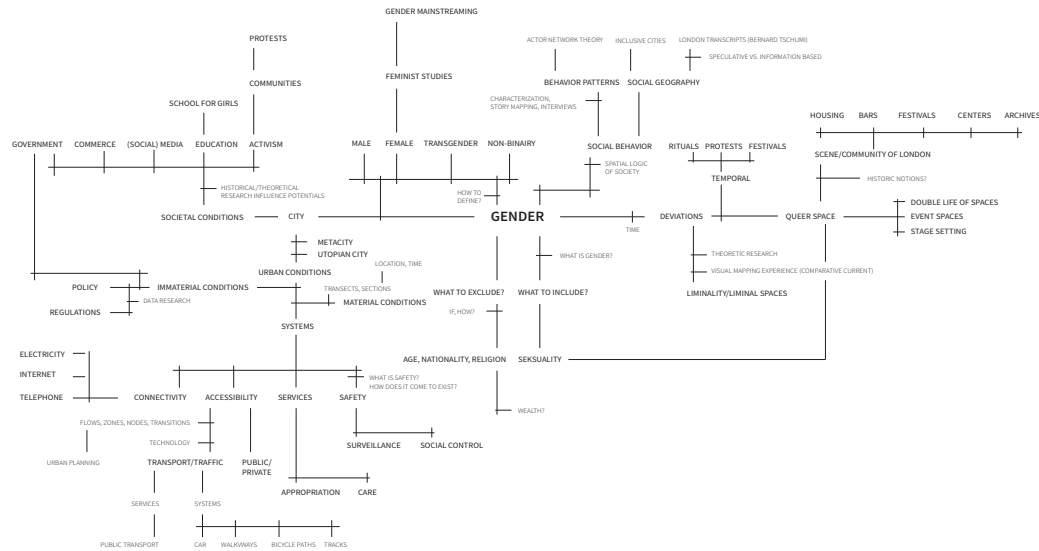 GENDER MAINSTREAMING
PROTESTS
ACTOR NETWORK THEORY
INCLUSIVE CITIES
LONDON TRANSCRIPTS (BERNARD TSCHUMI)
SPECULATIVE VS. INFORMATION BASED
FEMINIST STUDIES
COMMUNITIES
BEHAVIOR PATTERNS
SOCIAL GEOGRAPHY
SCHOOL FOR GIRLS
CHARACTERIZATION,
STORY MAPPING, INTERVIEWS
HOUSING
BARS
FESTIVALS
CENTERS
ARCHIVES
GOVERNMENT
COMMERCE
(SOCIAL) MEDIA
EDUCATION
ACTIVISM
MALE
FEMALE
TRANSGENDER
NON-BINAIRY
SOCIAL BEHAVIOR
RITUALS
PROTESTS
FESTIVALS
SCENE/COMMUNITY OF LONDON
SPATIAL LOGIC
OF SOCIETY
TEMPORAL
HISTORIC NOTIONS?
HISTORICAL/THEORETICAL
RESEARCH INFLUENCE POTENTIALS
HOW TO
DEFINE?
SOCIETAL CONDITIONS
CITY
GENDER
TIME
DEVIATIONS
QUEER SPACE
DOUBLE LIFE OF SPACES
EVENT SPACES
STAGE SETTING
METACITY
UTOPIAN CITY
LOCATION, TIME
WHAT IS GENDER?
THEORETIC RESEARCH
VISUAL MAPPING EXPERIENCE (COMPARATIVE CURRENT)
URBAN CONDITIONS
POLICY
IMMATERIAL CONDITIONS
TRANSECTS, SECTIONS
WHAT TO EXCLUDE?
WHAT TO INCLUDE?
LIMINALITY/LIMINAL SPACES
DATA RESEARCH
MATERIAL CONDITIONS
REGULATIONS
IF, HOW?
SYSTEMS
ELECTRICITY
AGE, NATIONALITY, RELIGION
SEKSUALITY
INTERNET
WHAT IS SAFETY?
HOW DOES IT COME TO EXIST?
TELEPHONE
CONNECTIVITY
ACCESSIBILITY
SERVICES
SAFETY
WEALTH?
FLOWS, ZONES, NODES, TRANSITIONS
TECHNOLOGY
SURVEILLANCE
SOCIAL CONTROL
URBAN PLANNING
TRANSPORT/TRAFFIC
PUBLIC/
PRIVATE
APPROPRIATION
CARE
SERVICES
SYSTEMS
PUBLIC TRANSPORT
CAR
WALKVWAYS
BICYCLE PATHS
TRACKS